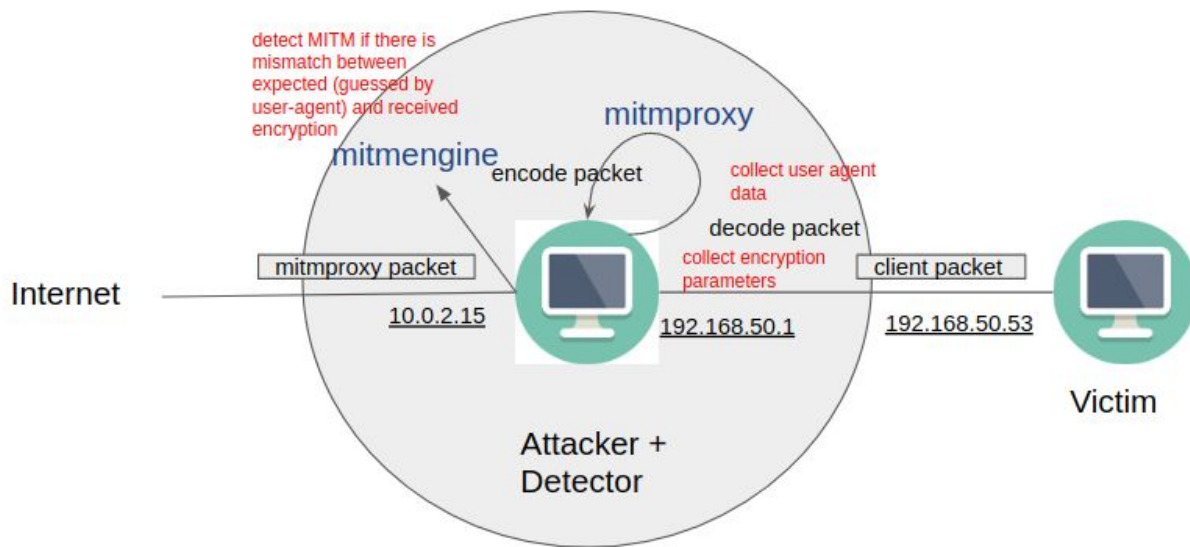 detect MITM if there is
mismatch between
expected (guessed by
user-agent) and received
encryption
mitmengine
mitmproxy
encode packet
collect user agent
data
decode packet
collect encryption
parameters
mitmproxy packet
client packet
Internet
10.0.2.15
192.168.50.1
192.168.50.53
Victim
Attacker +
Detector